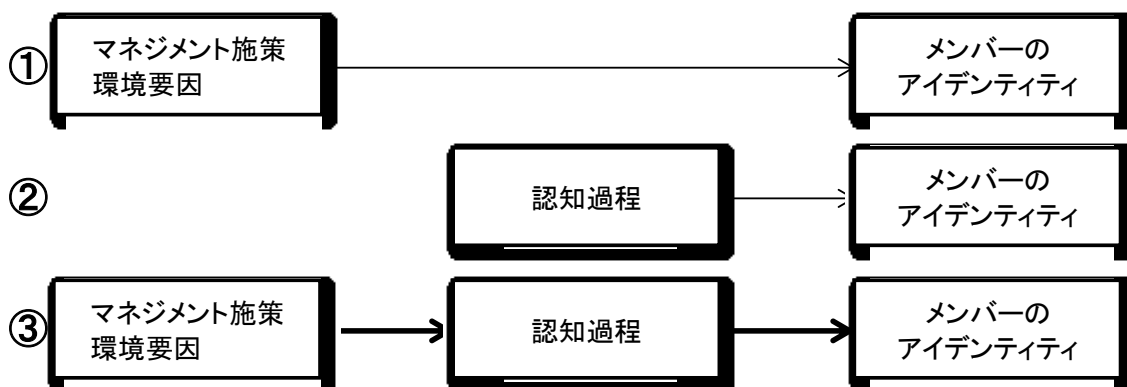 ①
マネジメント施策
環境要因
メンバーの
アイデンティティ
②
認知過程
メンバーの
アイデンティティ
③
マネジメント施策
環境要因
認知過程
メンバーの
アイデンティティ